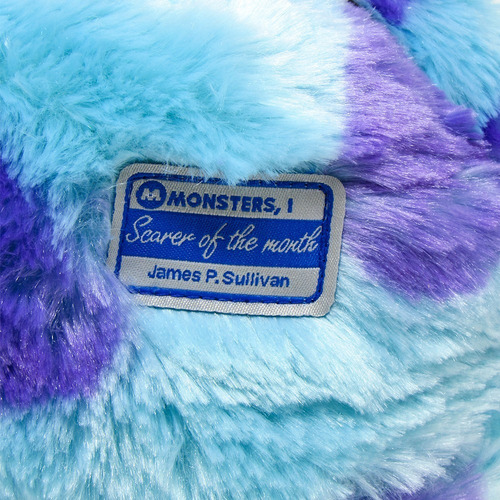 MONSTERS, I
Scarer of the month
James P. Sullivan